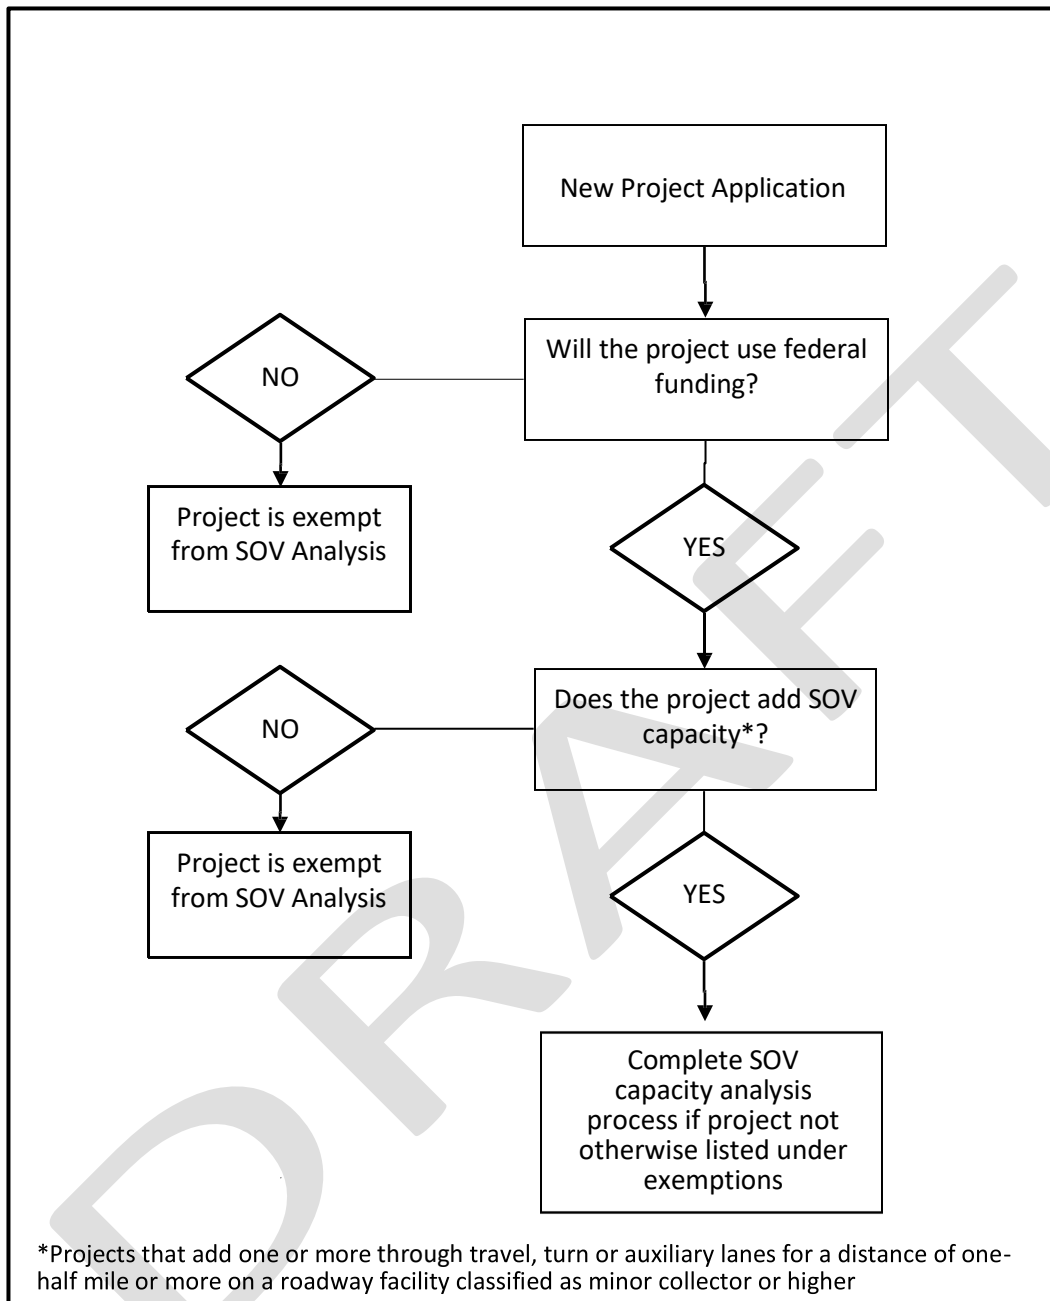 New Project Application
Will the project use federal
funding?
NO
Project is exempt
from SOV Analysis
YES
Does the project add SOV
capacity*?
NO
Project is exempt
from SOV Analysis
YES
Complete SOV
capacity analysis
process if project not
otherwise listed under
exemptions
*Projects that add one or more through travel, turn or auxiliary lanes for a distance of one-
half mile or more on a roadway facility classified as minor collector or higher
DRAFT